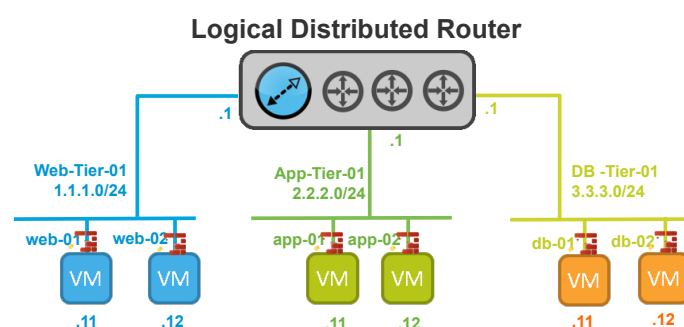 Logical Distributed Router
.1
.1
.1
Web-Tier-01
1.1.1.0/24
App-Tier-01
2.2.2.0/24
DB -Tier-01
3.3.3.0/24
web-01
web-02
app-01
app-02
db-01
db-02
VM
VM
VM
VM
VM
VM
.11
.12
.11
.12
.11
.12